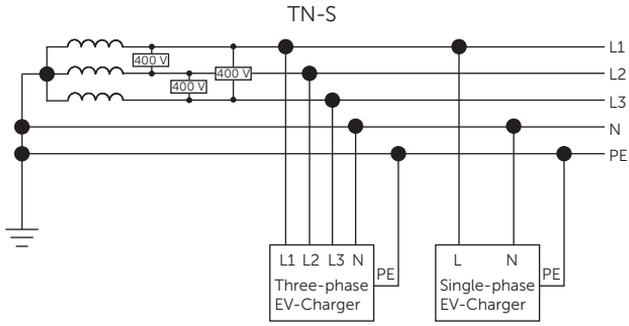 TN-S
L1
400 V
L2
400 V
400 V
L3
N
PE
L1 L2 L3 N
PE
Three-phase
EV-Charger
L N
PE
Single-phase
EV-Charger